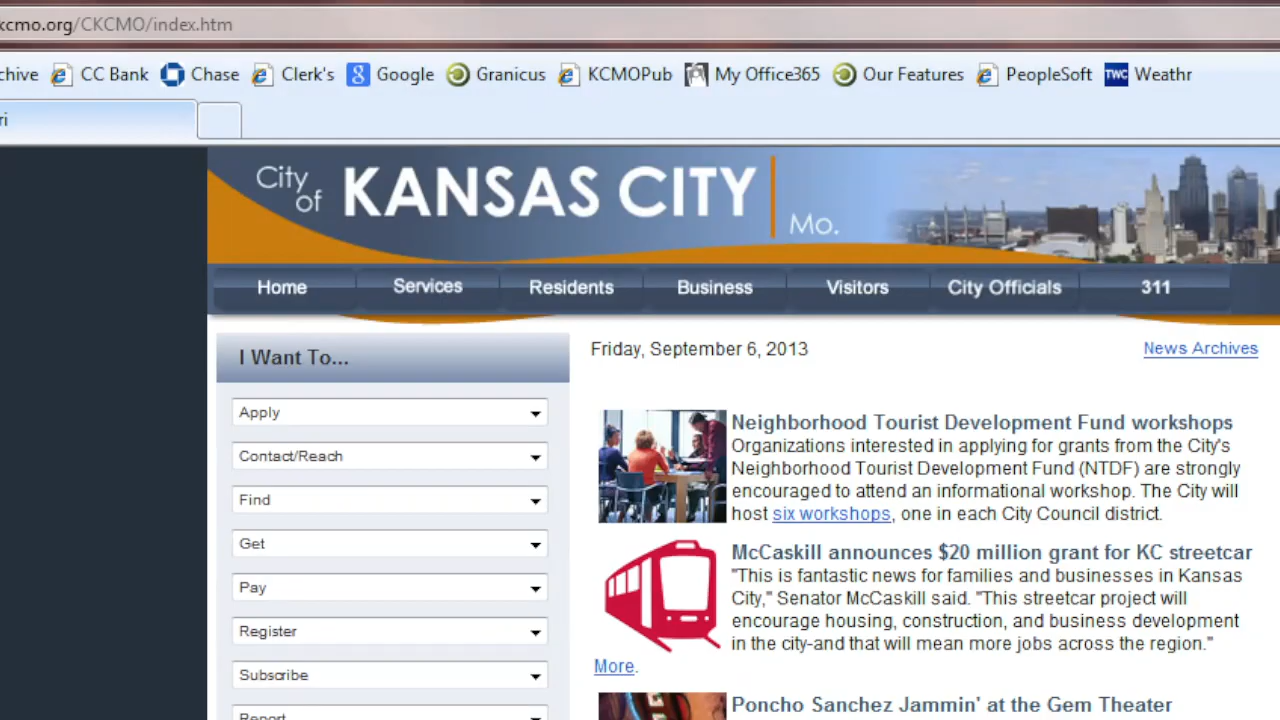 kcmo.org/CKCMO/index.htm
chive CC Bank Chase Clerk's Google Granicus KCMOPub My Office365 Our Features PeopleSoft TWC Weathr
ri
City of KANSAS CITY Mo.
Home Services Residents Business Visitors City Officials 311
I Want To...
Apply
Contact/Reach
Find
Get
Pay
Register
Subscribe
Report
Friday, September 6, 2013 News Archives
Neighborhood Tourist Development Fund workshops
Organizations interested in applying for grants from the City's
Neighborhood Tourist Development Fund (NTDF) are strongly
encouraged to attend an informational workshop. The City will
host six workshops, one in each City Council district.
McCaskill announces $20 million grant for KC streetcar
"This is fantastic news for families and businesses in Kansas
City," Senator McCaskill said. "This streetcar project will
encourage housing, construction, and business development
in the city-and that will mean more jobs across the region."
More.
Poncho Sanchez Jammin' at the Gem Theater